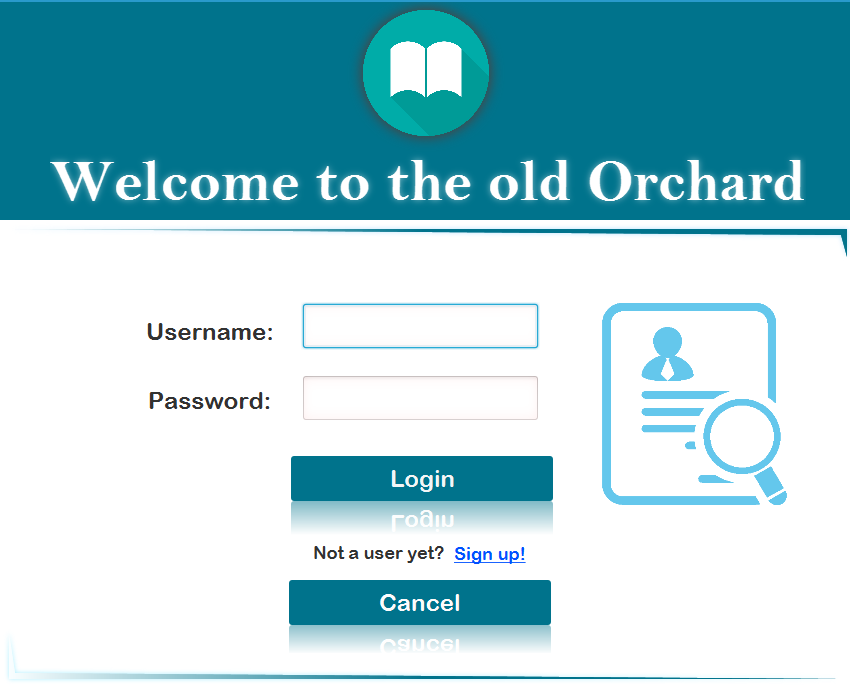 Welcome to the old Orchard
Username:
Password:
Login
Not a user yet? Sign up!
Cancel